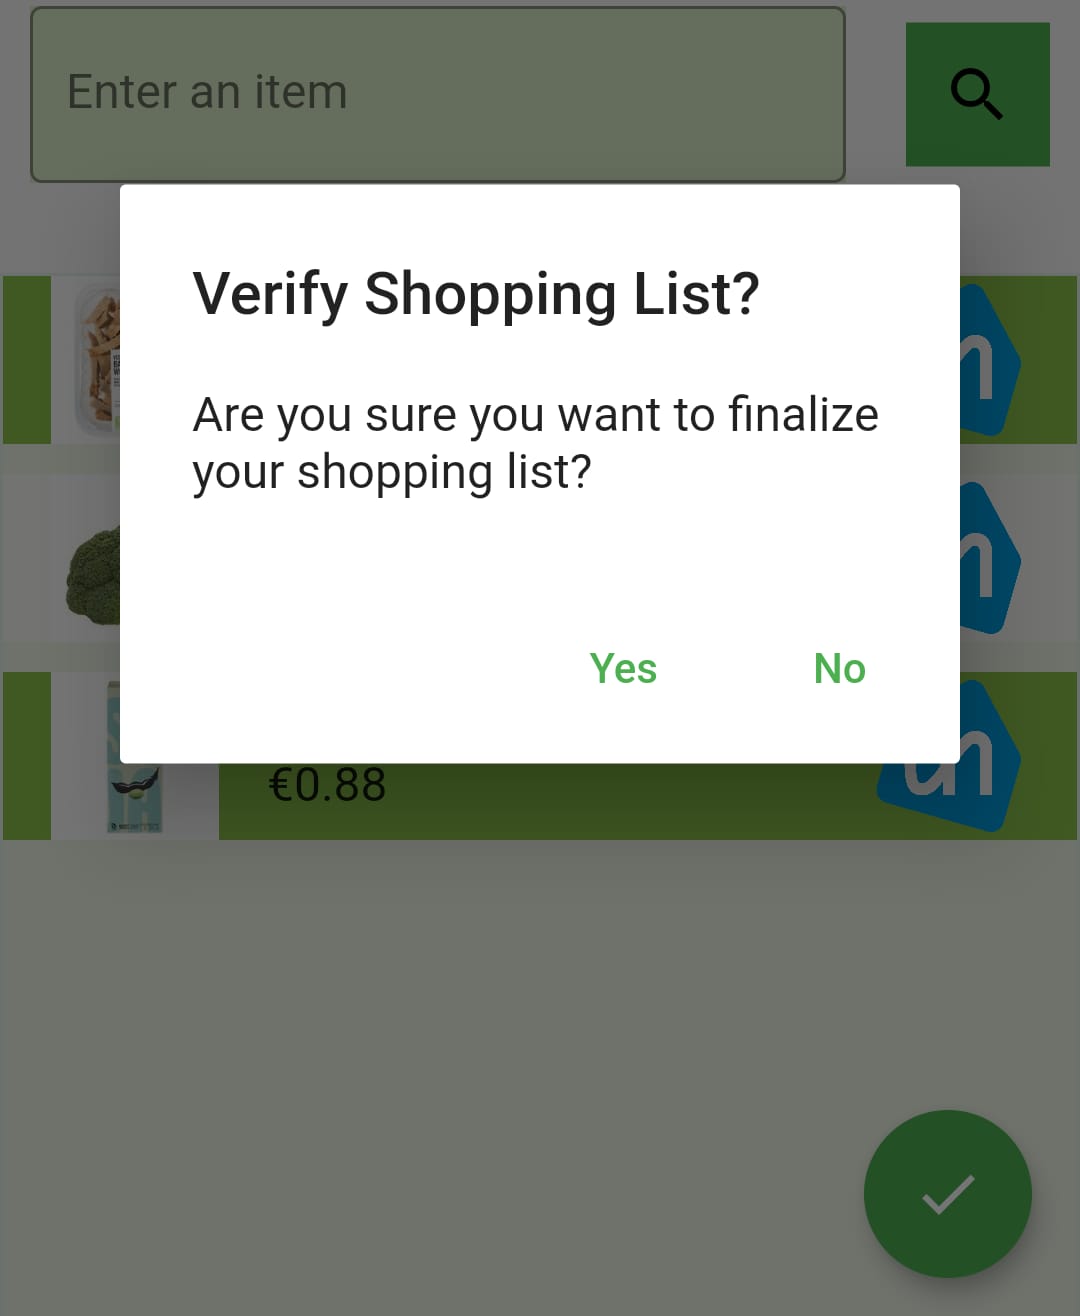 Enter an item
Verify Shopping List?
Are you sure you want to finalize
your shopping list?
Yes
No
€0.88